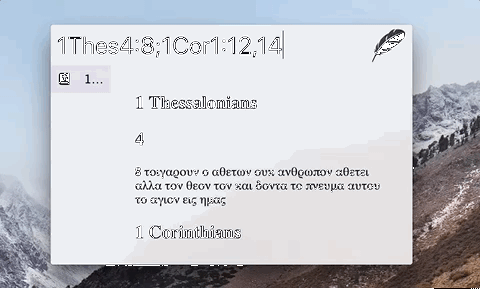 1Thes4:8;1Cor1:12,14
1...
1 Thessalonians
4
8 τοιγαρουν ο αθετων ουκ ανθρωπον αθετει
αλλα τον θεον τον και δοντα το πνευμα αυτου
το αγιον εις ημας
1 Corinthians